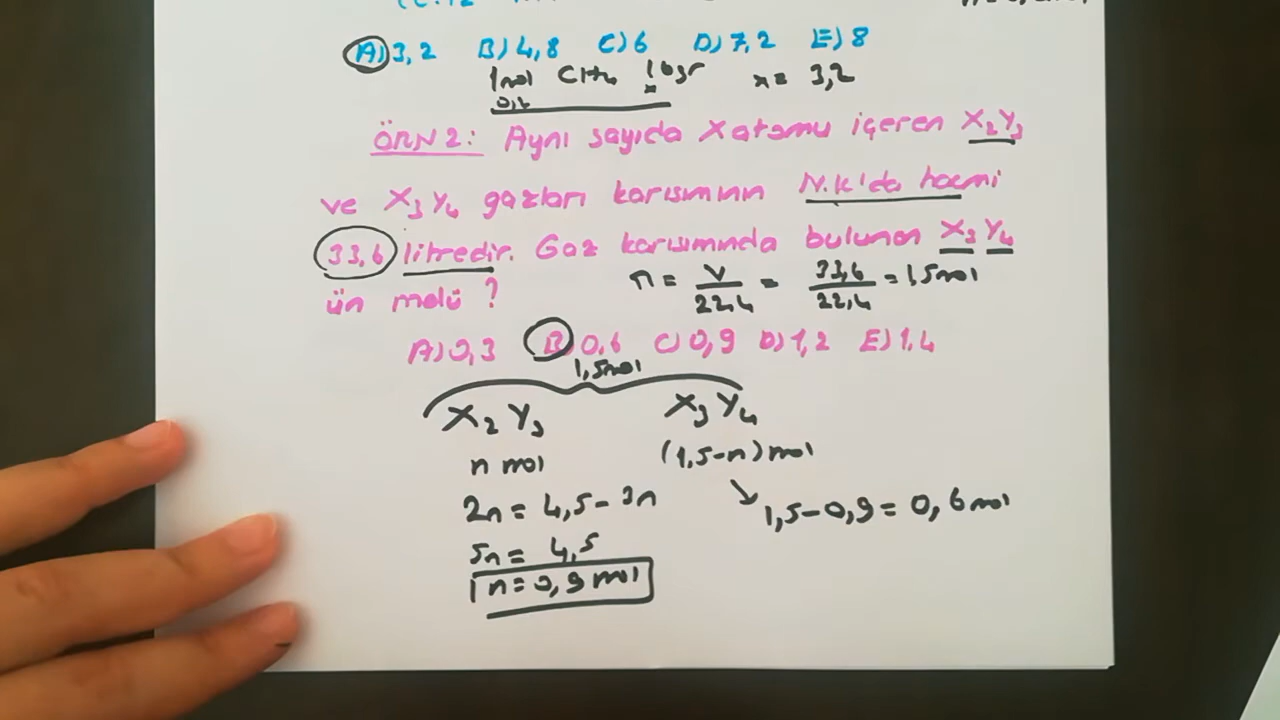 A) 3,2 B) 4,8 C) 6 D) 7,2 E) 8
1mol CH₄ 16gr x = 3,2
x
ÖRN 2: Aynı sayıda X atomu içeren X₂Y₃
ve X₃Y₄ gazları karışımının N.K'da hacmi
33,6 litredir. Gaz karışımında bulunan X₃Y₄
ün molü ?
n = V/22,4 = 33,6/22,4 = 1,5mol
A) 0,3 B) 0,6 C) 0,9 D) 1,2 E) 1,4
1,5mol
X₂Y₃ X₃Y₄
n mol (1,5-n) mol
2n = 4,5 - 3n
1,5-0,9 = 0,6 mol
5n = 4,5
n = 0,9 mol